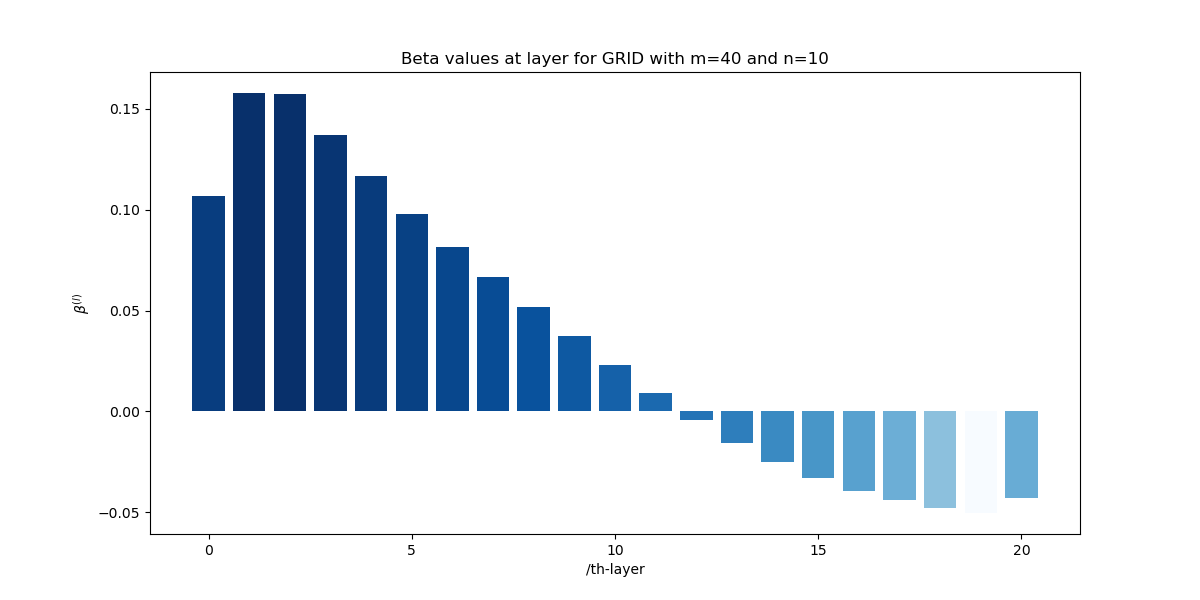 Beta values at layer for GRID with m=40 and n=10
0.15
0.10
0.05
0.00
−0.05
β^(l)
0 5 10 15 20
/th-layer